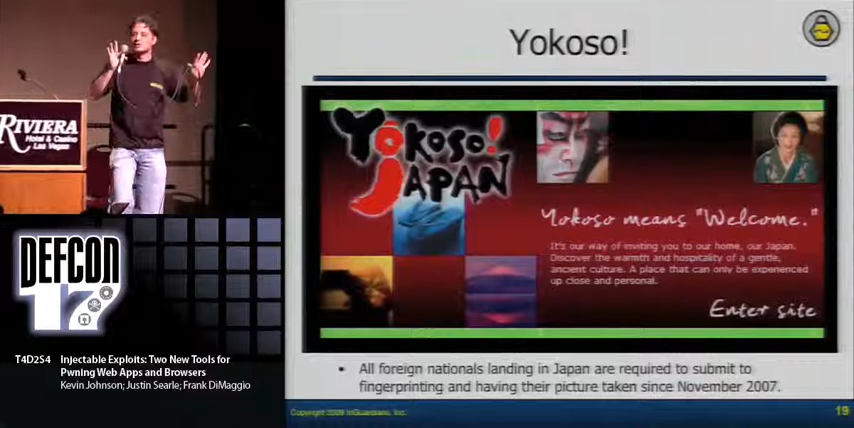 Yokoso!
RIVIERA
Hotel & Casino
Las Vegas
Yokoso!
JAPAN
Yokoso means "Welcome."
It's our way of inviting you to our home, our Japan.
Discover the warmth and hospitality of a gentle,
ancient culture. A place that can only be experienced
up close and personal.
Enter site
DEFCON
17
T4D2S4 Injectable Exploits: Two New Tools for
Pwning Web Apps and Browsers
Kevin Johnson; Justin Searle; Frank DiMaggio
• All foreign nationals landing in Japan are required to submit to
fingerprinting and having their picture taken since November 2007.
Copyright 2009 InGuardians, Inc.
19